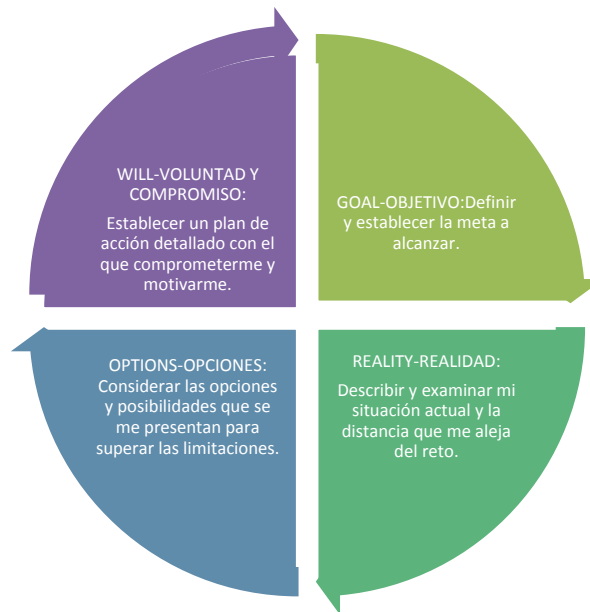 WILL-VOLUNTAD Y
COMPROMISO:
Establecer un plan de
acción detallado con el
que comprometerme y
motivarme.
GOAL-OBJETIVO:Definir
y establecer la meta a
alcanzar.
OPTIONS-OPCIONES:
Considerar las opciones
y posibilidades que se
me presentan para
superar las limitaciones.
REALITY-REALIDAD:
Describir y examinar mi
situación actual y la
distancia que me aleja
del reto.